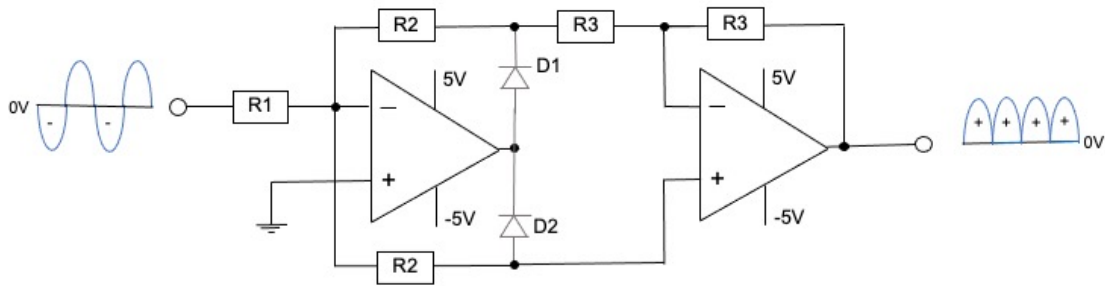 R2
R3
R3
5V
D1
5V
0V
R1
−
−
-
-
+
+
+
+
0V
+
+
-5V
D2
-5V
R2